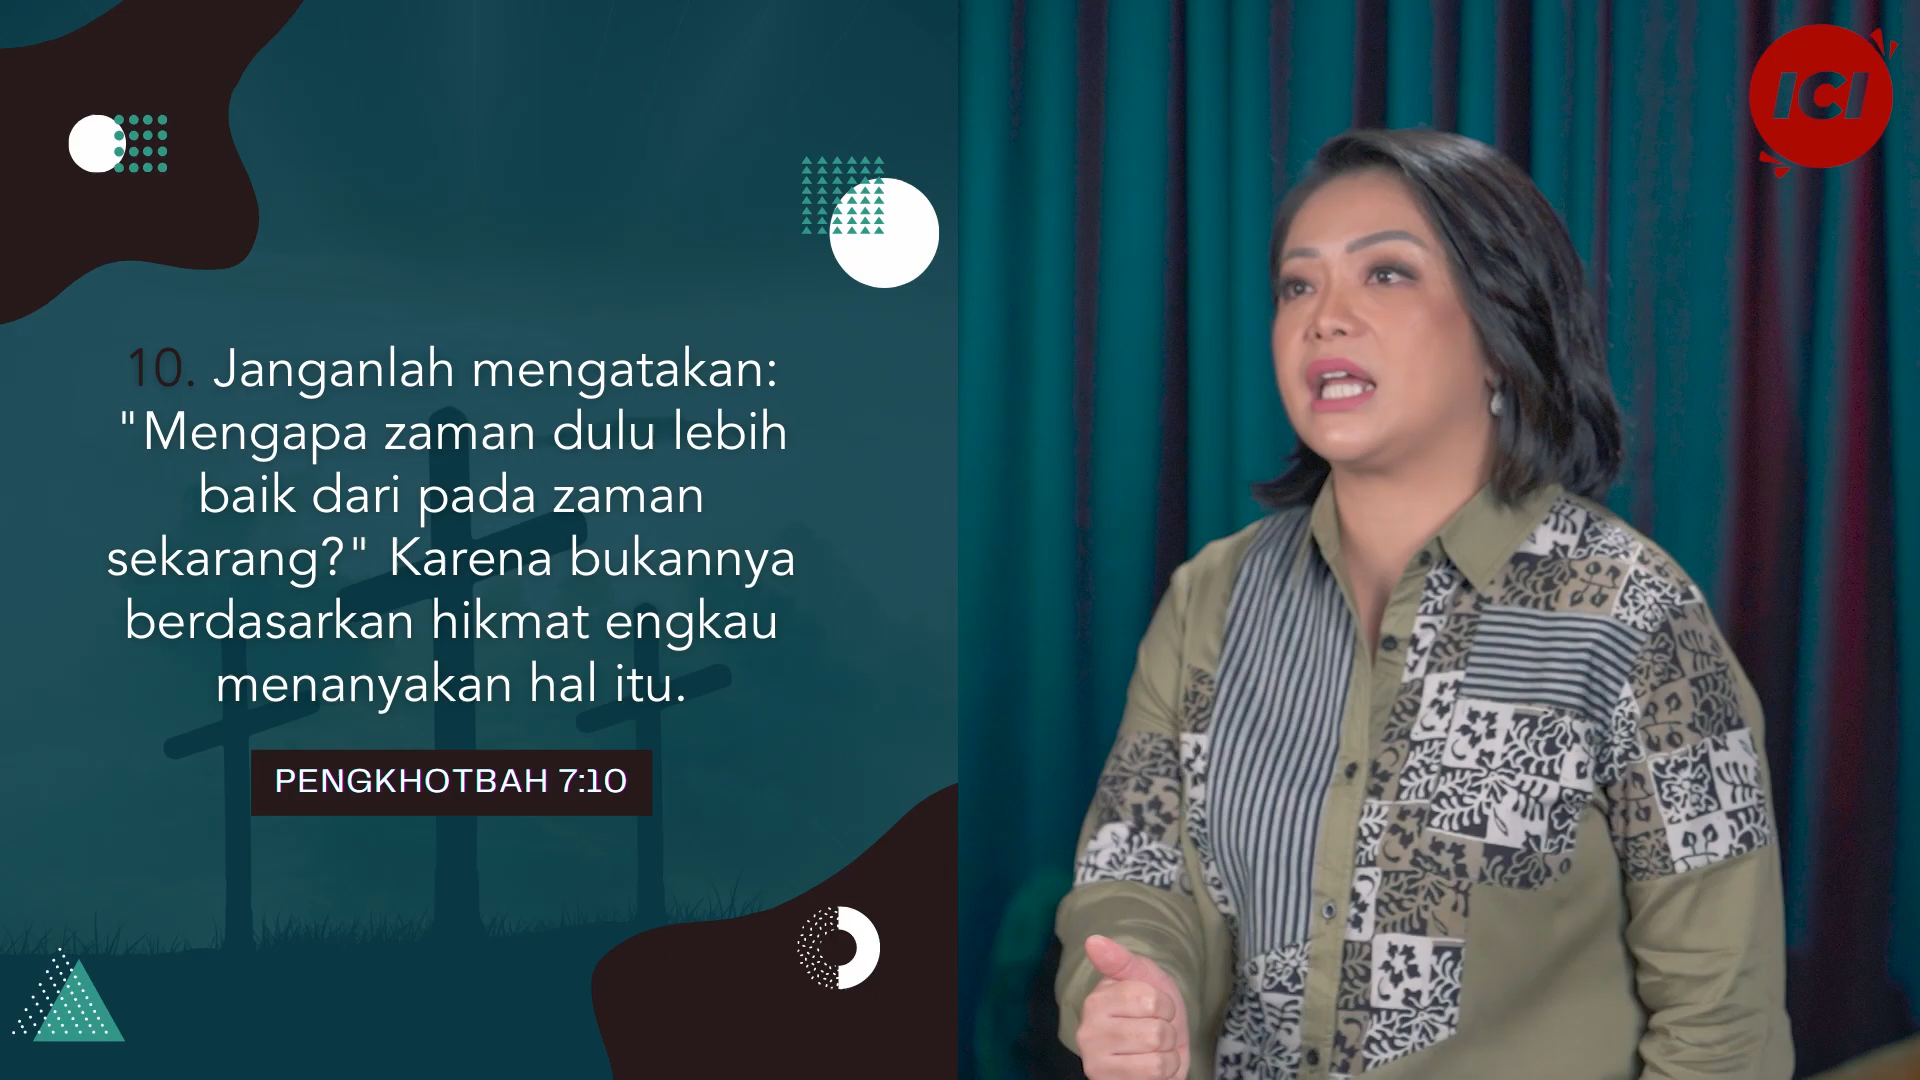 ICI
10. Janganlah mengatakan:
"Mengapa zaman dulu lebih
baik dari pada zaman
sekarang?" Karena bukannya
berdasarkan hikmat engkau
menanyakan hal itu.
PENGKHOTBAH 7:10